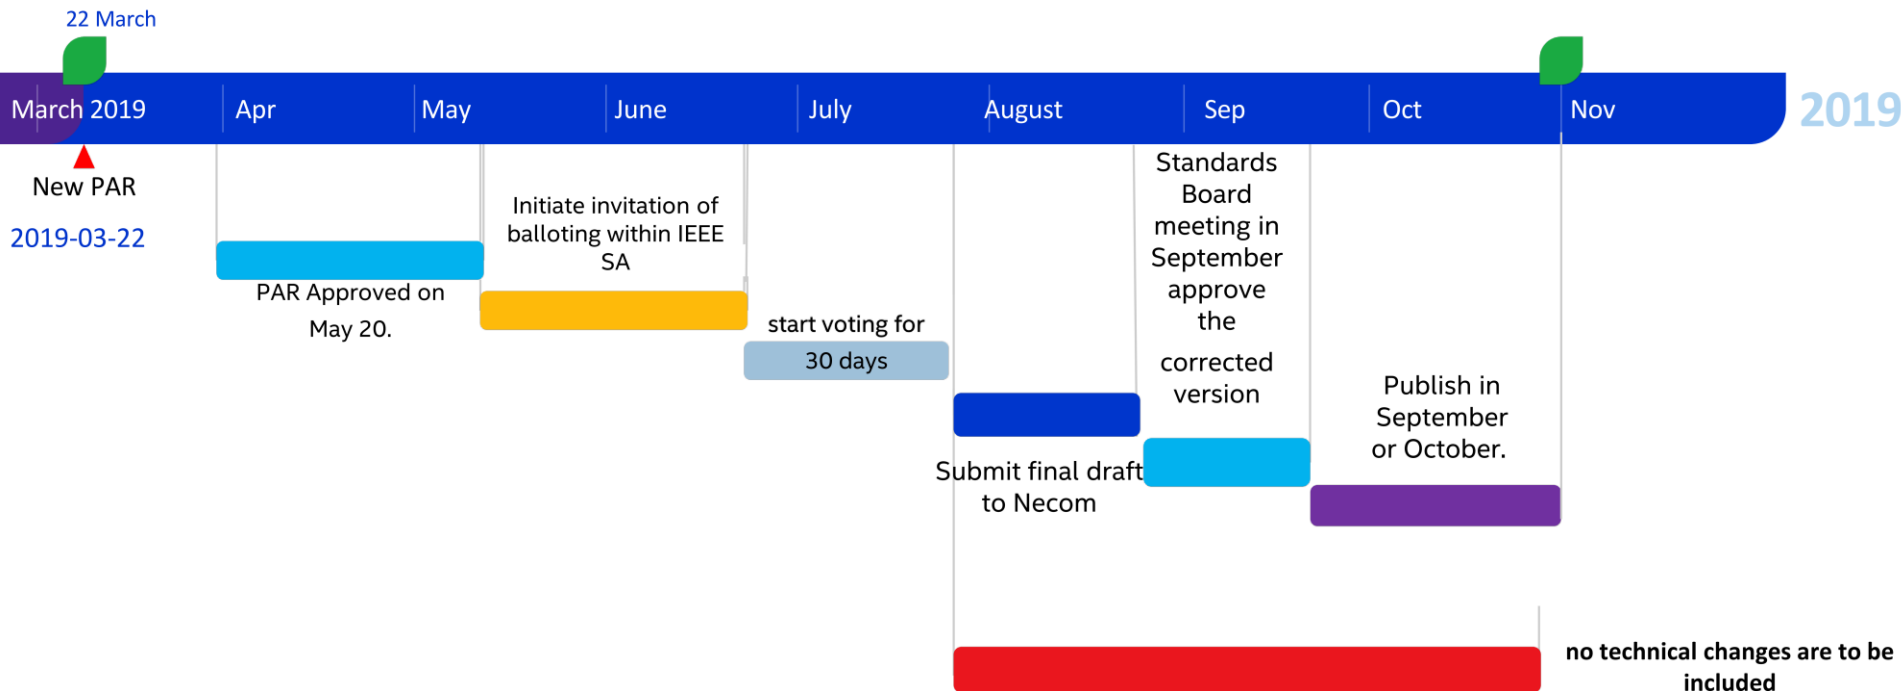 22 March
March 2019
Apr
May
June
July
August
Sep
Oct
Nov
2019
New PAR
2019-03-22
PAR Approved on
May 20.
Initiate invitation of
balloting within IEEE
SA
start voting for
30 days
Submit final draft
to Necom
Standards
Board
meeting in
September
approve
the
corrected
version
Publish in
September
or October.
no technical changes are to be
included